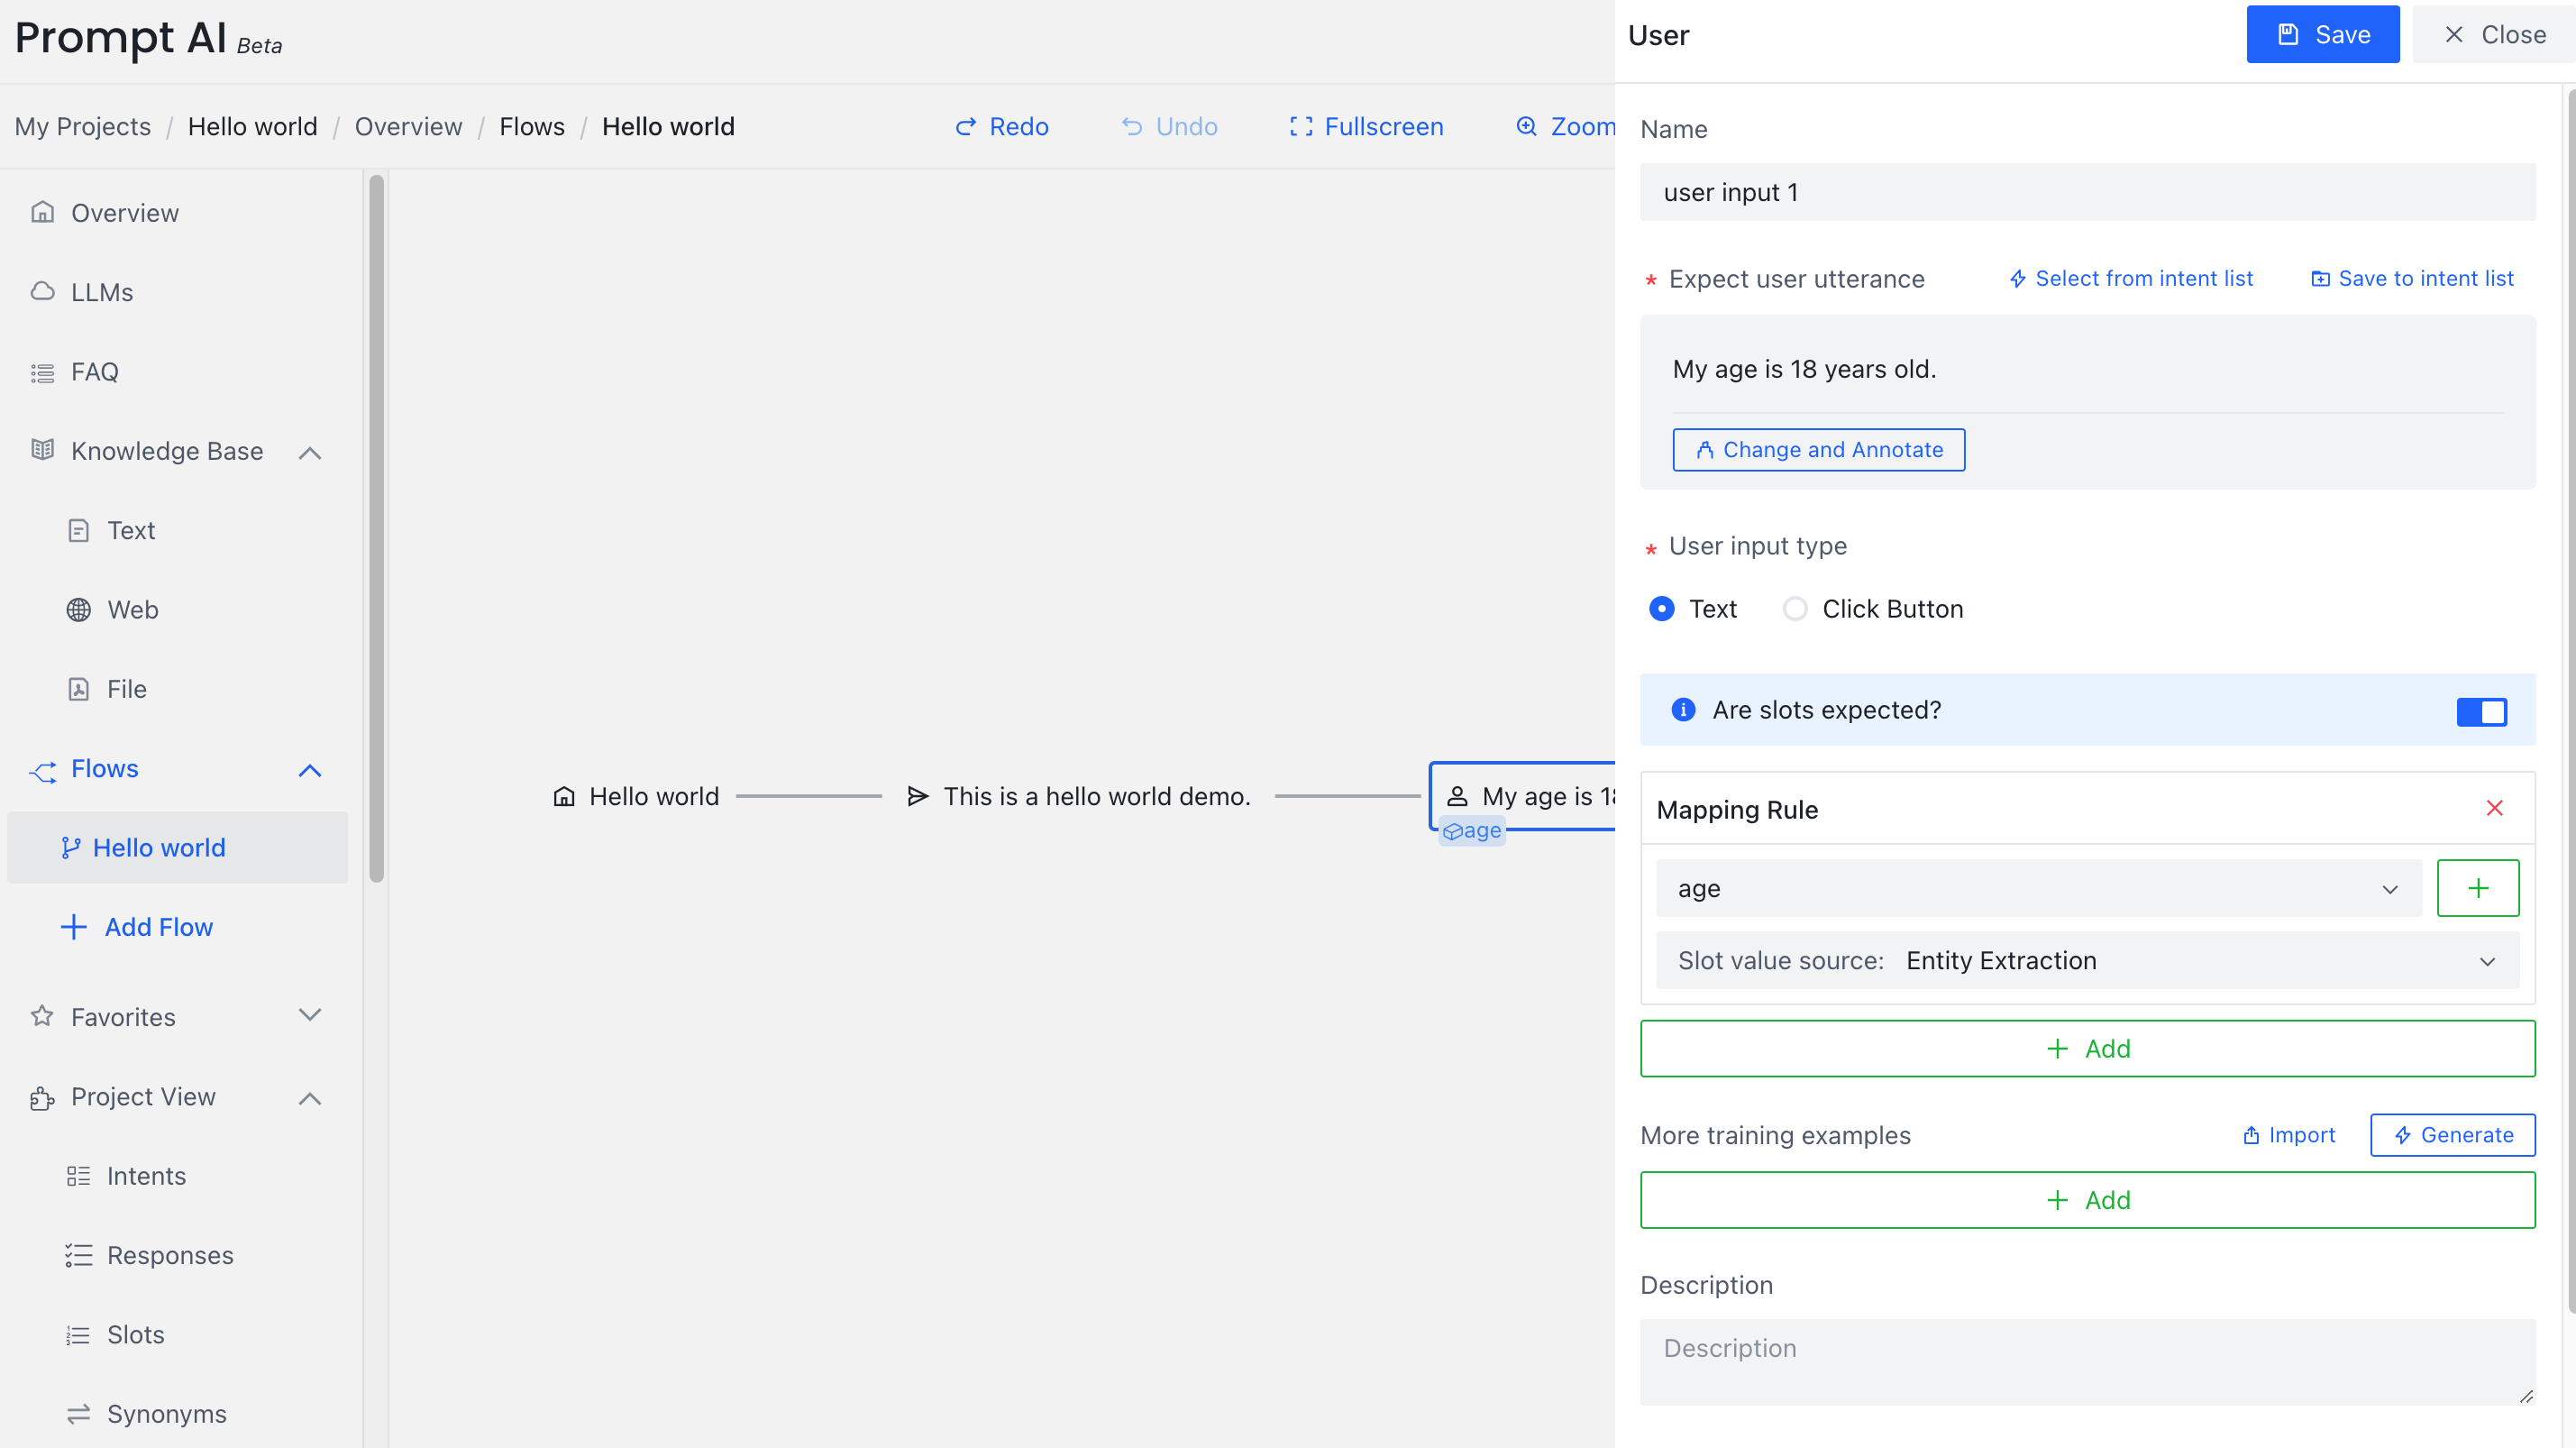 Prompt AI Beta
My Projects / Hello world / Overview / Flows / Hello world
Redo
Undo
Fullscreen
Zoom
Overview
LLMs
FAQ
Knowledge Base
Text
Web
File
Flows
Hello world
Add Flow
Favorites
Project View
Intents
Responses
Slots
Synonyms
Hello world
This is a hello world demo.
My age is 18
age
User
Save
Close
Name
user input 1
* Expect user utterance
Select from intent list
Save to intent list
My age is 18 years old.
Change and Annotate
* User input type
Text
Click Button
Are slots expected?
Mapping Rule
age
Slot value source: Entity Extraction
Add
More training examples
Import
Generate
Add
Description
Description